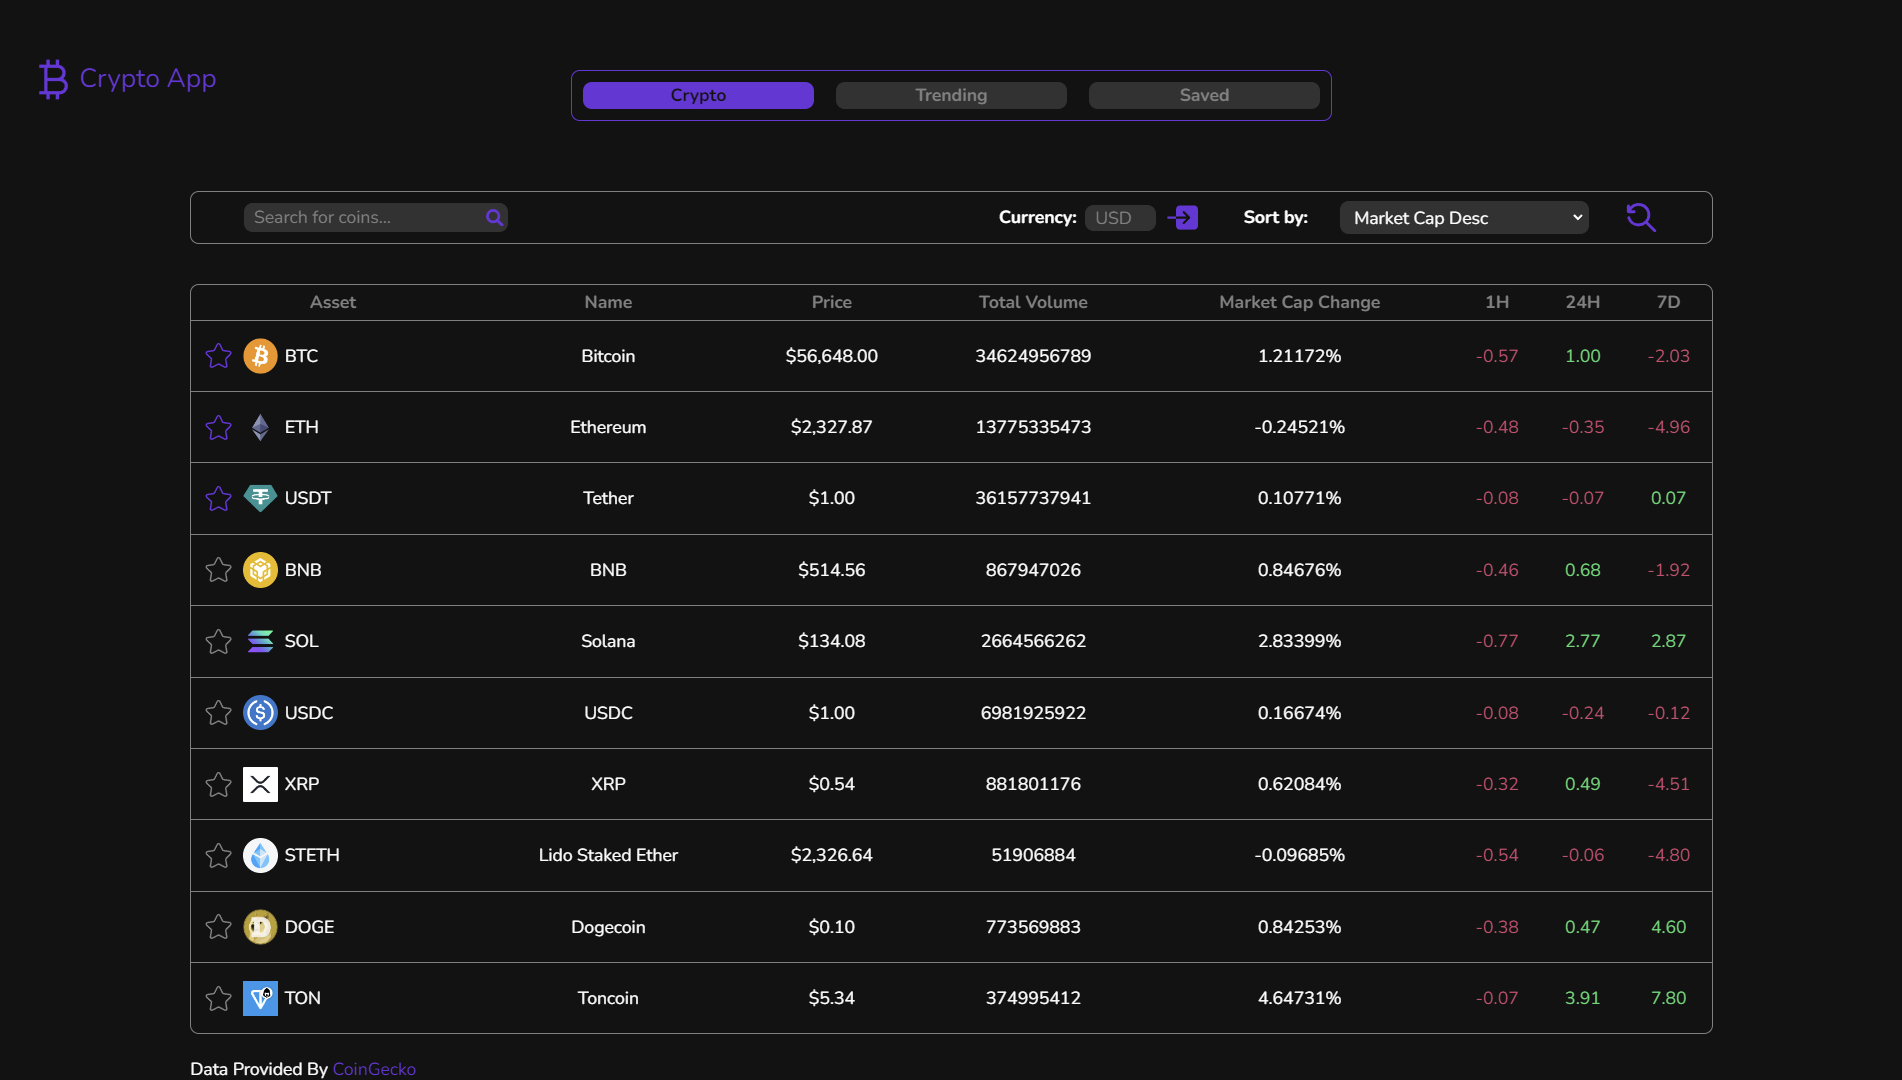 Crypto App
Crypto Trending Saved
Search for coins... Currency: USD Sort by: Market Cap Desc
Asset Name Price Total Volume Market Cap Change 1H 24H 7D
BTC Bitcoin $56,648.00 34624956789 1.21172% -0.57 1.00 -2.03
ETH Ethereum $2,327.87 13775335473 -0.24521% -0.48 -0.35 -4.96
USDT Tether $1.00 36157737941 0.10771% -0.08 -0.07 0.07
BNB BNB $514.56 867947026 0.84676% -0.46 0.68 -1.92
SOL Solana $134.08 2664566262 2.83399% -0.77 2.77 2.87
USDC USDC $1.00 6981925922 0.16674% -0.08 -0.24 -0.12
XRP XRP $0.54 881801176 0.62084% -0.32 0.49 -4.51
STETH Lido Staked Ether $2,326.64 51906884 -0.09685% -0.54 -0.06 -4.80
DOGE Dogecoin $0.10 773569883 0.84253% -0.38 0.47 4.60
TON Toncoin $5.34 374995412 4.64731% -0.07 3.91 7.80
Data Provided By CoinGecko